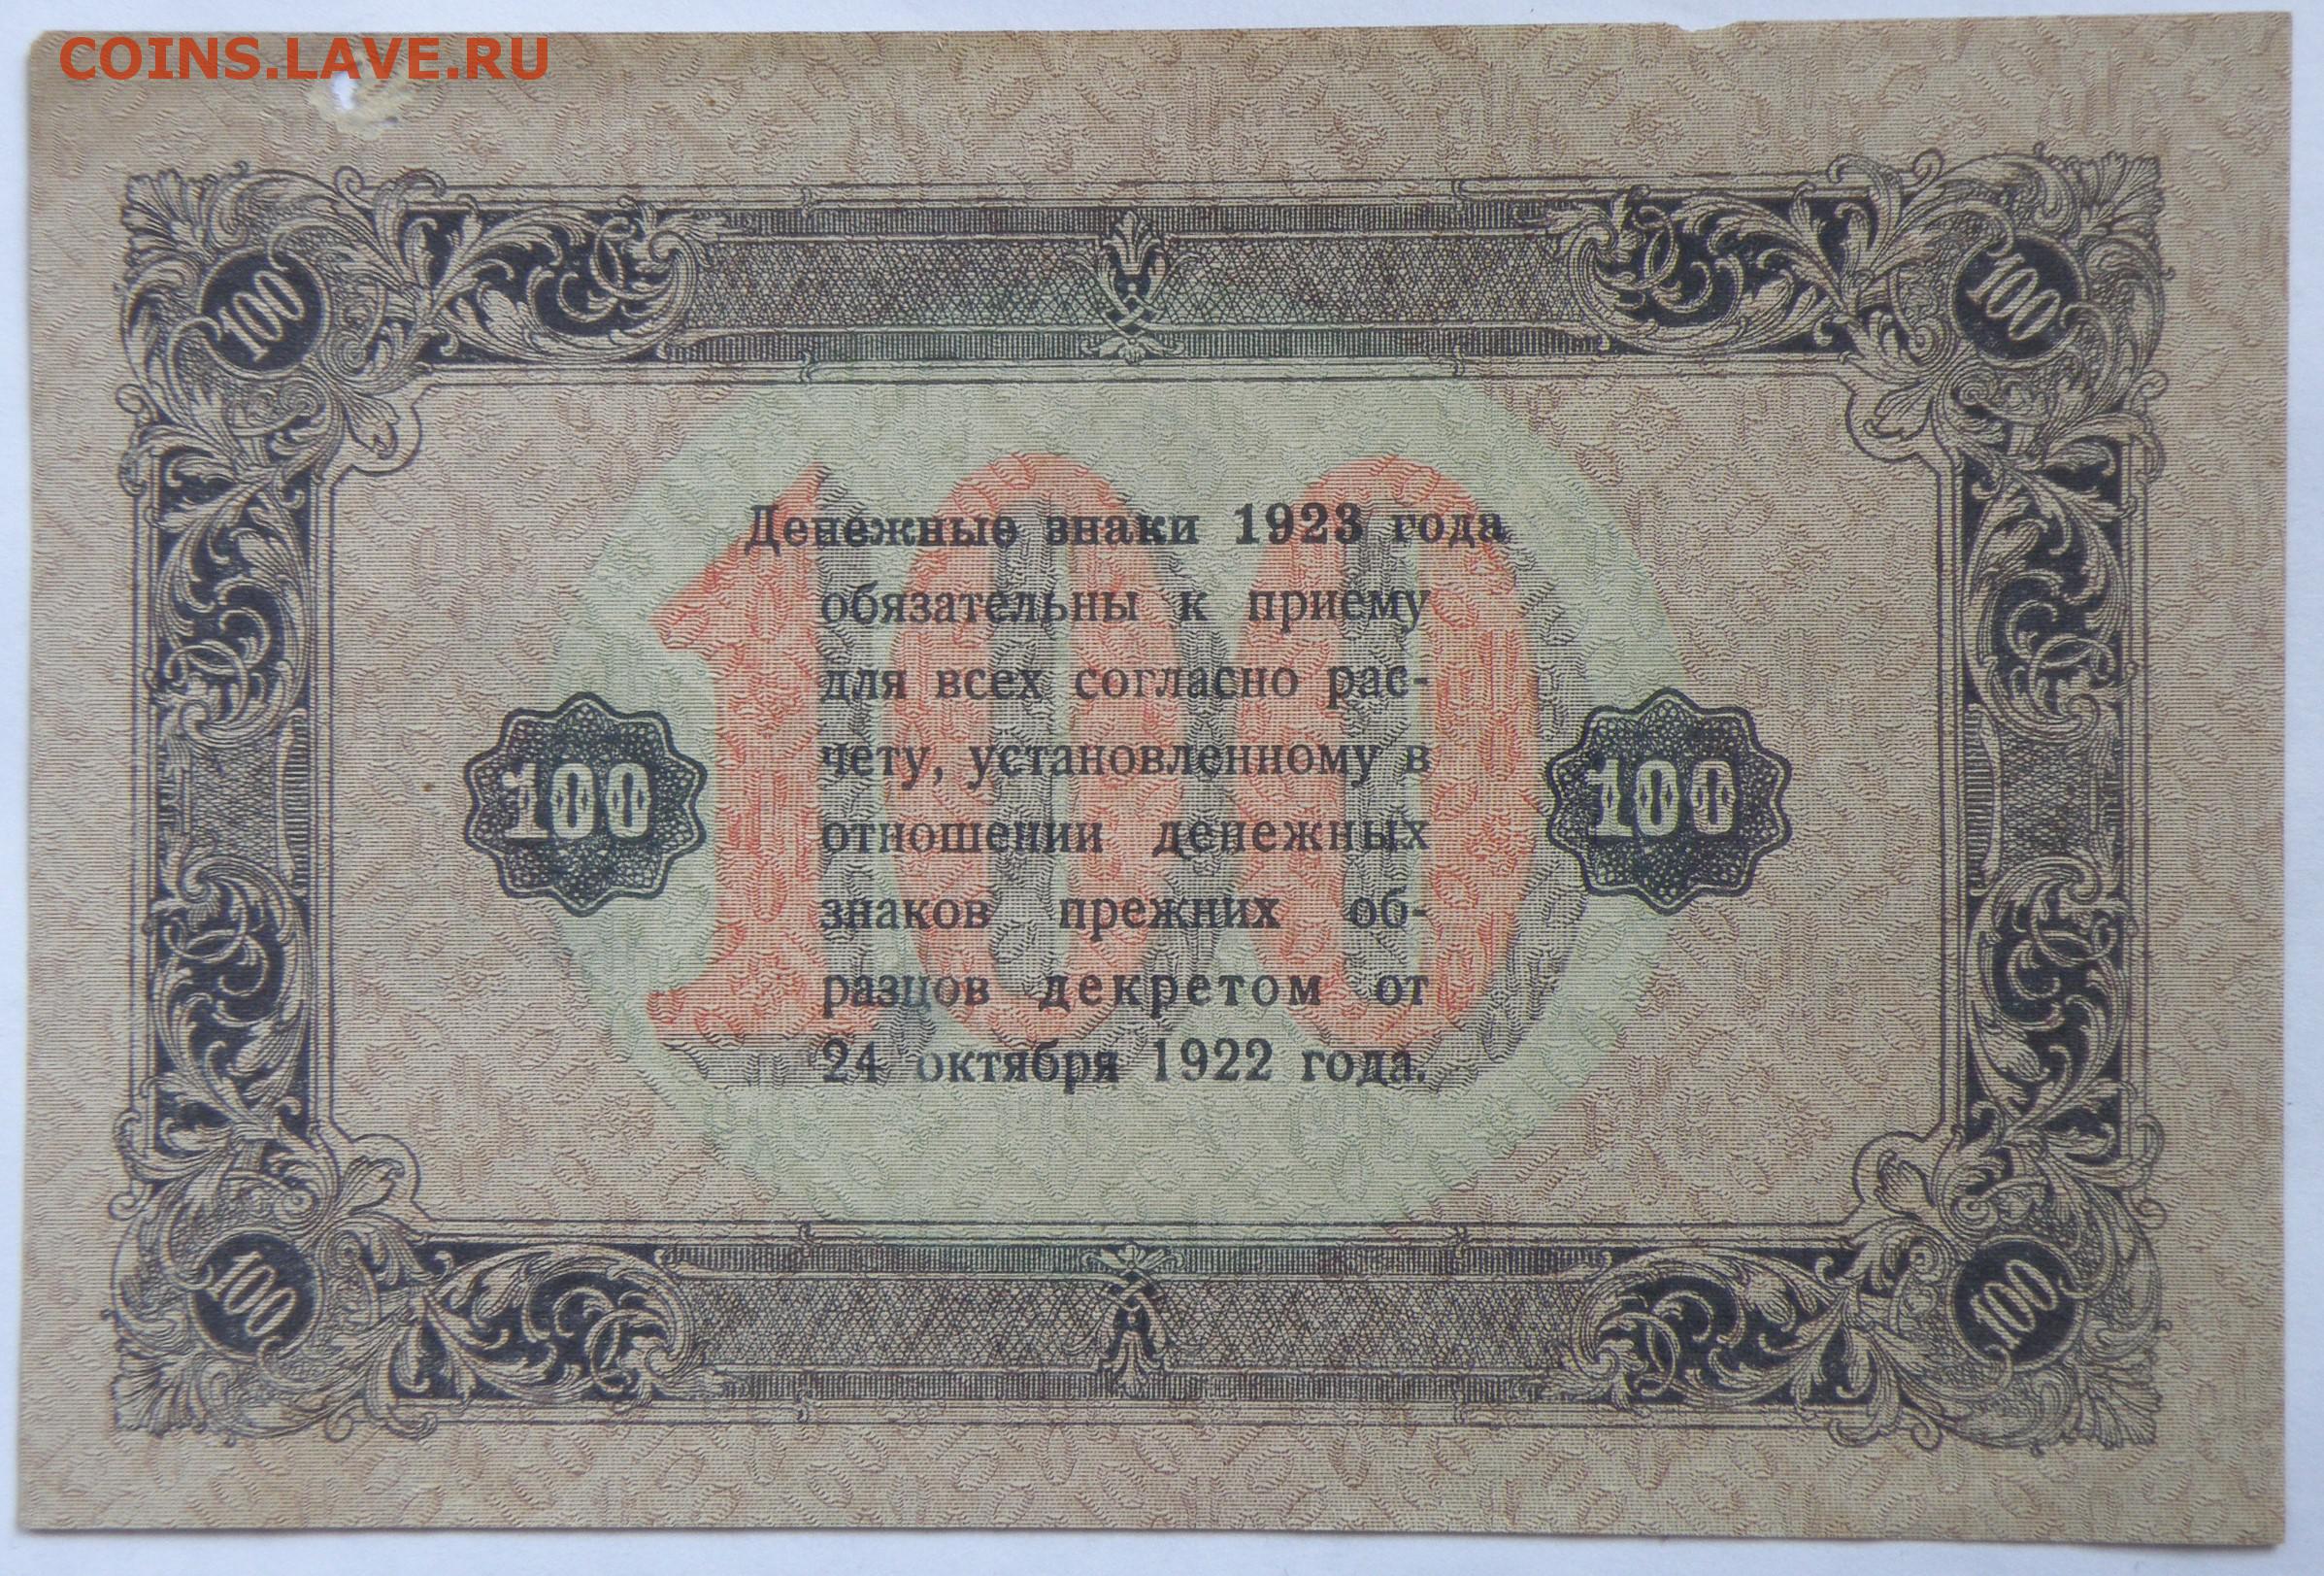 COINS.LAVE.RU
100
100
Денежные знаки 1923 года
обязательны к приему
для всех согласно рас-
чету, установленному в
отношении денежных
знаков прежних об-
разцов декретом от
24 октября 1922 года.
100
100
100
100
100